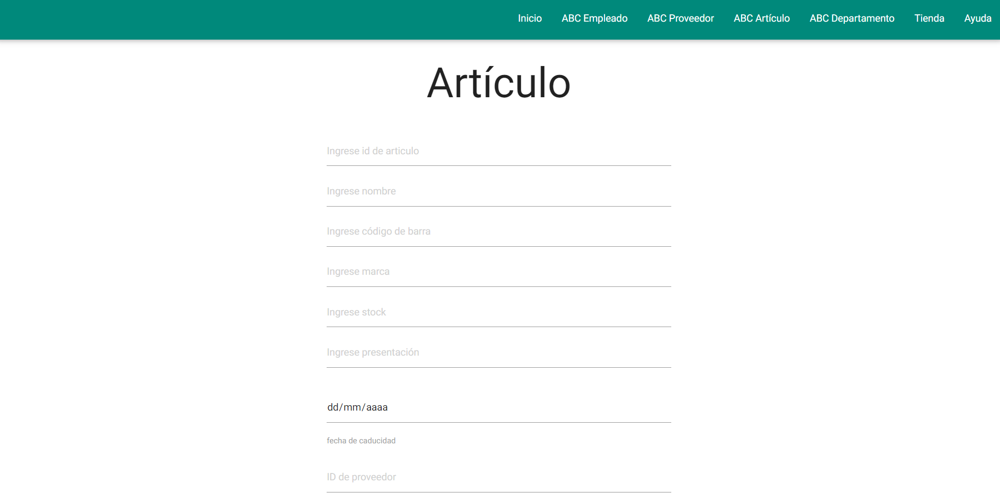 Inicio ABC Empleado ABC Proveedor ABC Artículo ABC Departamento Tienda Ayuda
Artículo
Ingrese id de articulo
Ingrese nombre
Ingrese código de barra
Ingrese marca
Ingrese stock
Ingrese presentación
dd/mm/aaaa
fecha de caducidad
ID de proveedor